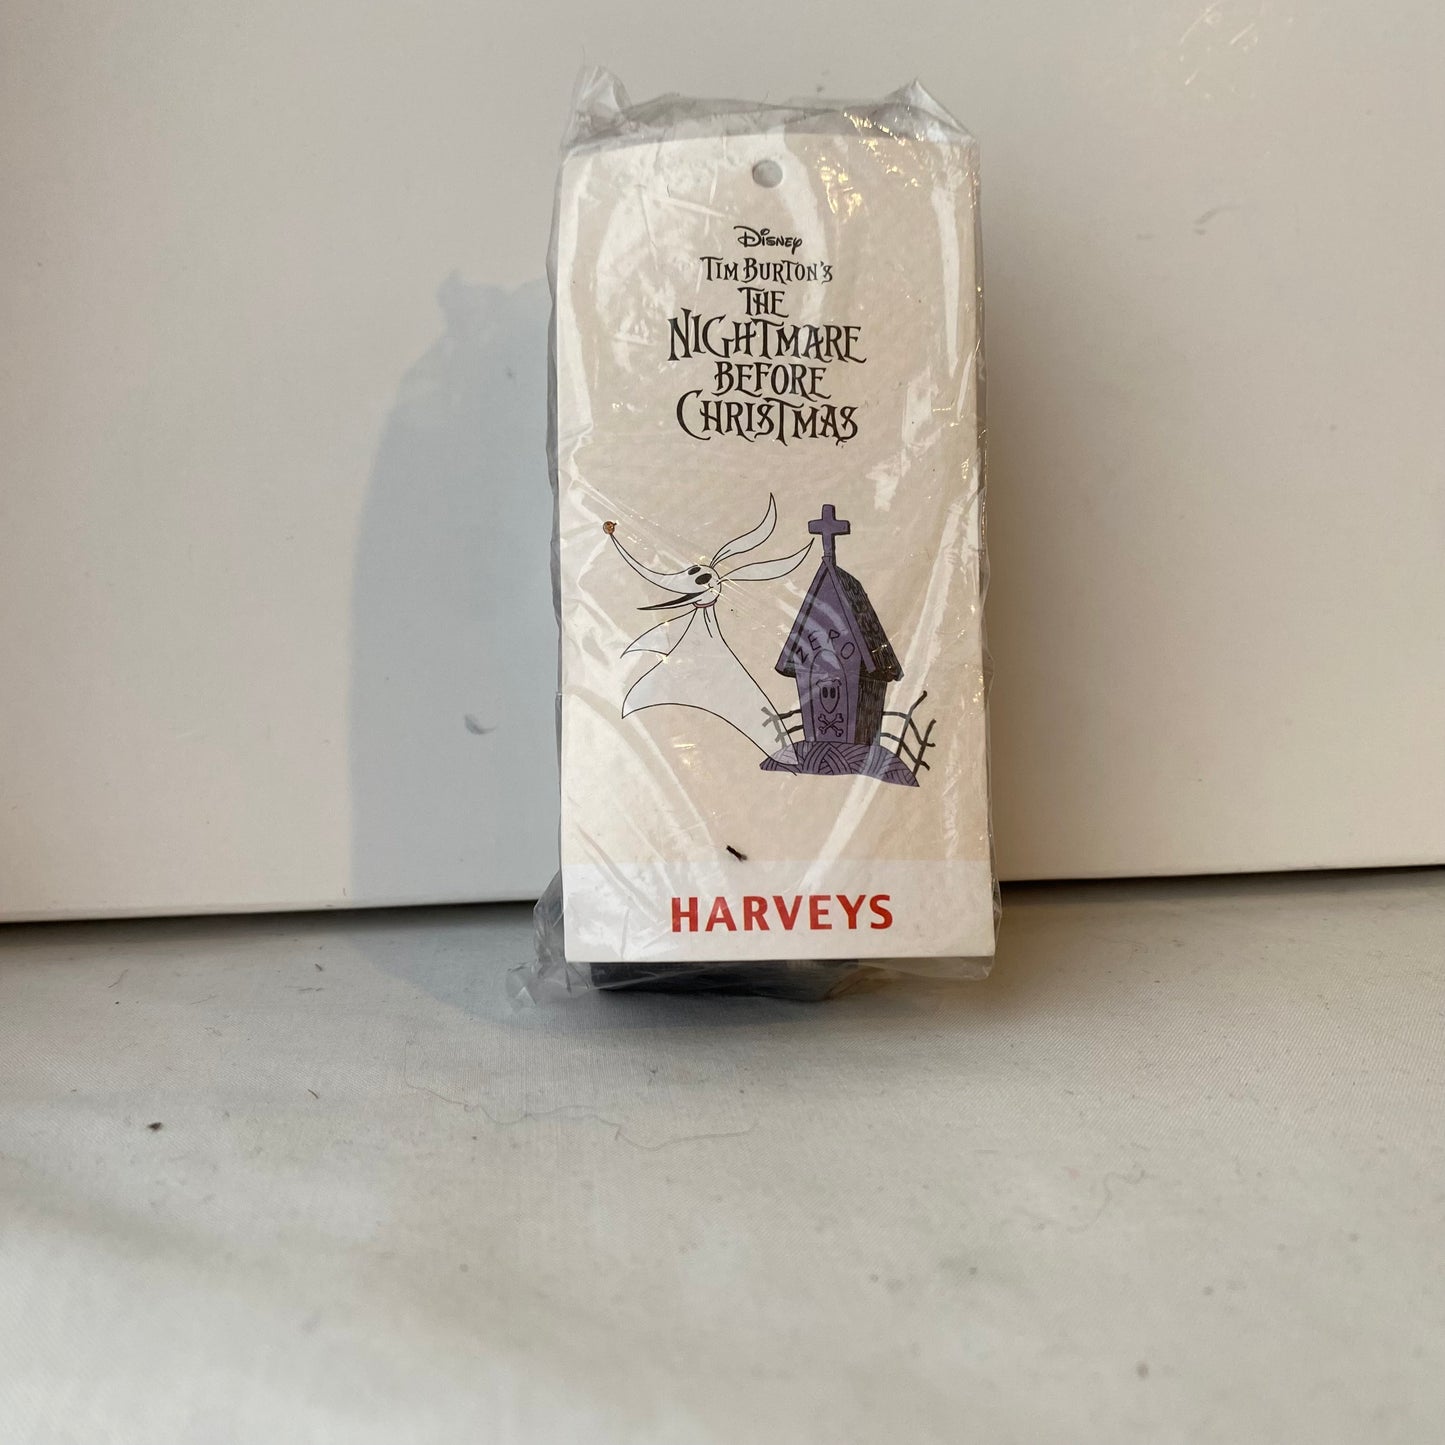 Disney
TIM BURTON'S
THE
NIGHTMARE
BEFORE
CHRISTMAS
ZERO
HARVEYS